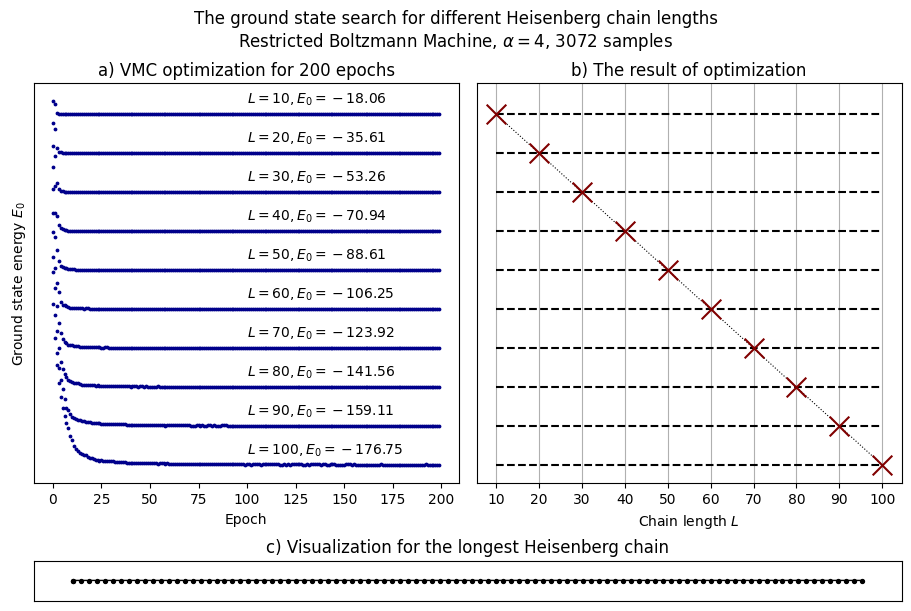 The ground state search for different Heisenberg chain lengths
Restricted Boltzmann Machine, α = 4, 3072 samples
a) VMC optimization for 200 epochs
b) The result of optimization
Ground state energy E₀
L = 10, E₀ = −18.06
L = 20, E₀ = −35.61
L = 30, E₀ = −53.26
L = 40, E₀ = −70.94
L = 50, E₀ = −88.61
L = 60, E₀ = −106.25
L = 70, E₀ = −123.92
L = 80, E₀ = −141.56
L = 90, E₀ = −159.11
L = 100, E₀ = −176.75
0 25 50 75 100 125 150 175 200
Epoch
10 20 30 40 50 60 70 80 90 100
Chain length L
c) Visualization for the longest Heisenberg chain